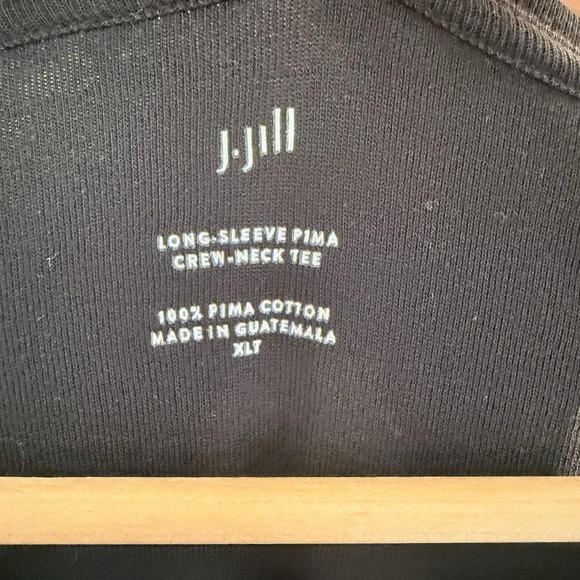 J.Jill
LONG-SLEEVE PIMA
CREW-NECK TEE
100% PIMA COTTON
MADE IN GUATEMALA
XLT